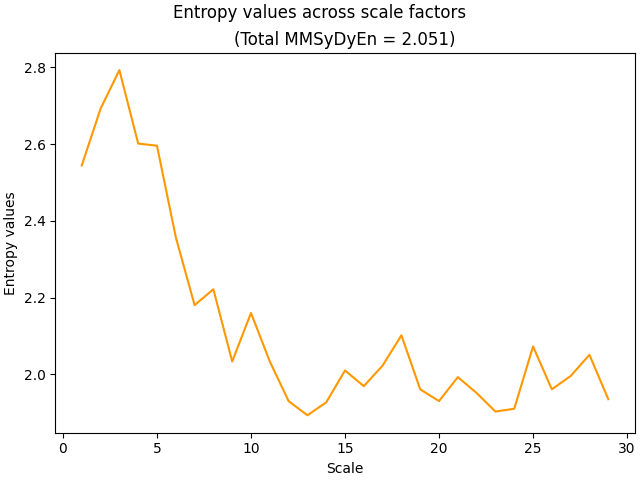 Entropy values across scale factors
(Total MMSyDyEn = 2.051)
2.8
2.6
2.4
2.2
2.0
Entropy values
0 5 10 15 20 25 30
Scale